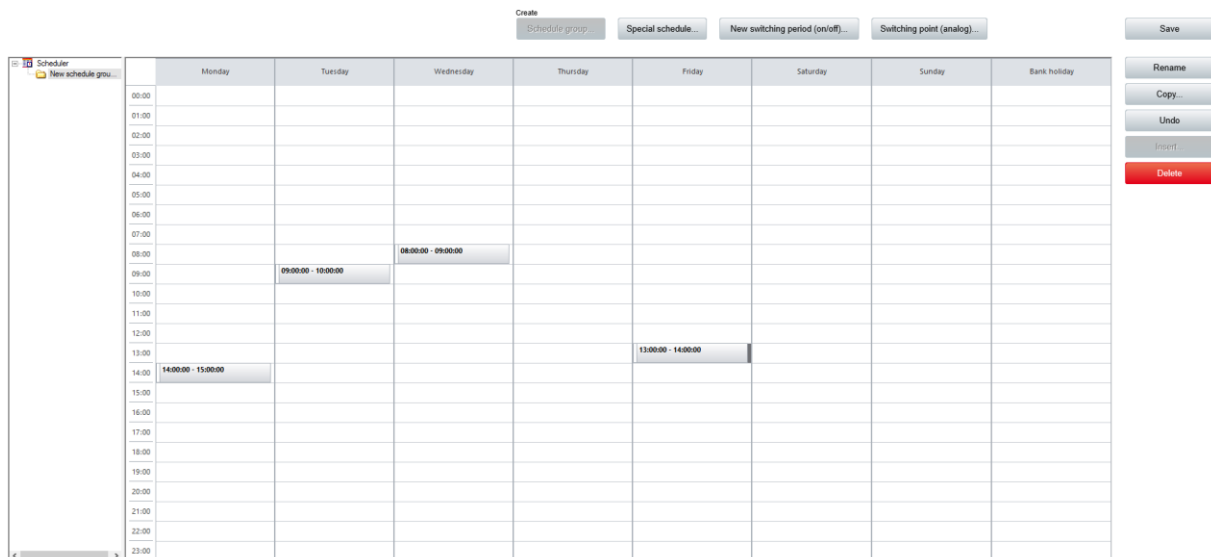 Create
Schedule group...
Special schedule...
New switching period (on/off)...
Switching point (analog)...
Save
Scheduler
New schedule grou...
Monday
Tuesday
Wednesday
Thursday
Friday
Saturday
Sunday
Bank holiday
Rename
Copy...
Undo
Insert...
Delete
00:00
01:00
02:00
03:00
04:00
05:00
06:00
07:00
08:00
08:00:00 - 09:00:00
09:00
09:00:00 - 10:00:00
10:00
11:00
12:00
13:00
13:00:00 - 14:00:00
14:00
14:00:00 - 15:00:00
15:00
16:00
17:00
18:00
19:00
20:00
21:00
22:00
23:00